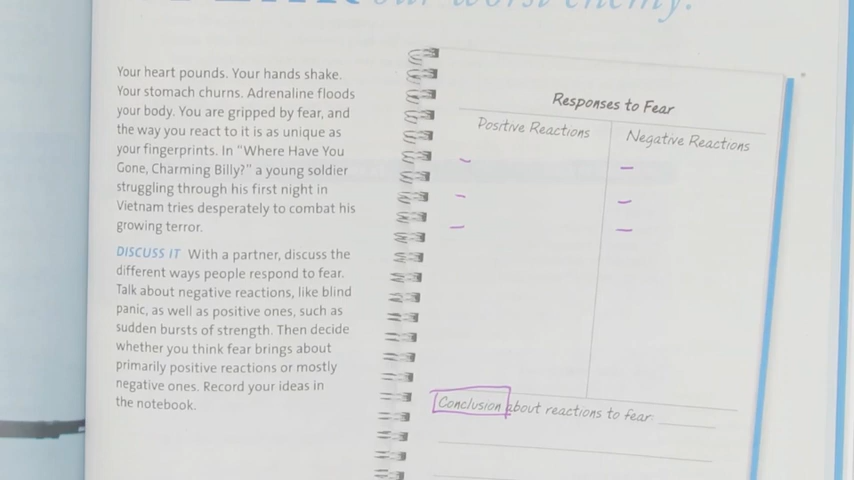 our worst enemy.
Your heart pounds. Your hands shake.
Your stomach churns. Adrenaline floods
your body. You are gripped by fear, and
the way you react to it is as unique as
your fingerprints. In "Where Have You
Gone, Charming Billy?" a young soldier
struggling through his first night in
Vietnam tries desperately to combat his
growing terror.
DISCUSS IT With a partner, discuss the
different ways people respond to fear.
Talk about negative reactions, like blind
panic, as well as positive ones, such as
sudden bursts of strength. Then decide
whether you think fear brings about
primarily positive reactions or mostly
negative ones. Record your ideas in
the notebook.
Responses to Fear
Positive Reactions
Negative Reactions
Conclusion about reactions to fear: